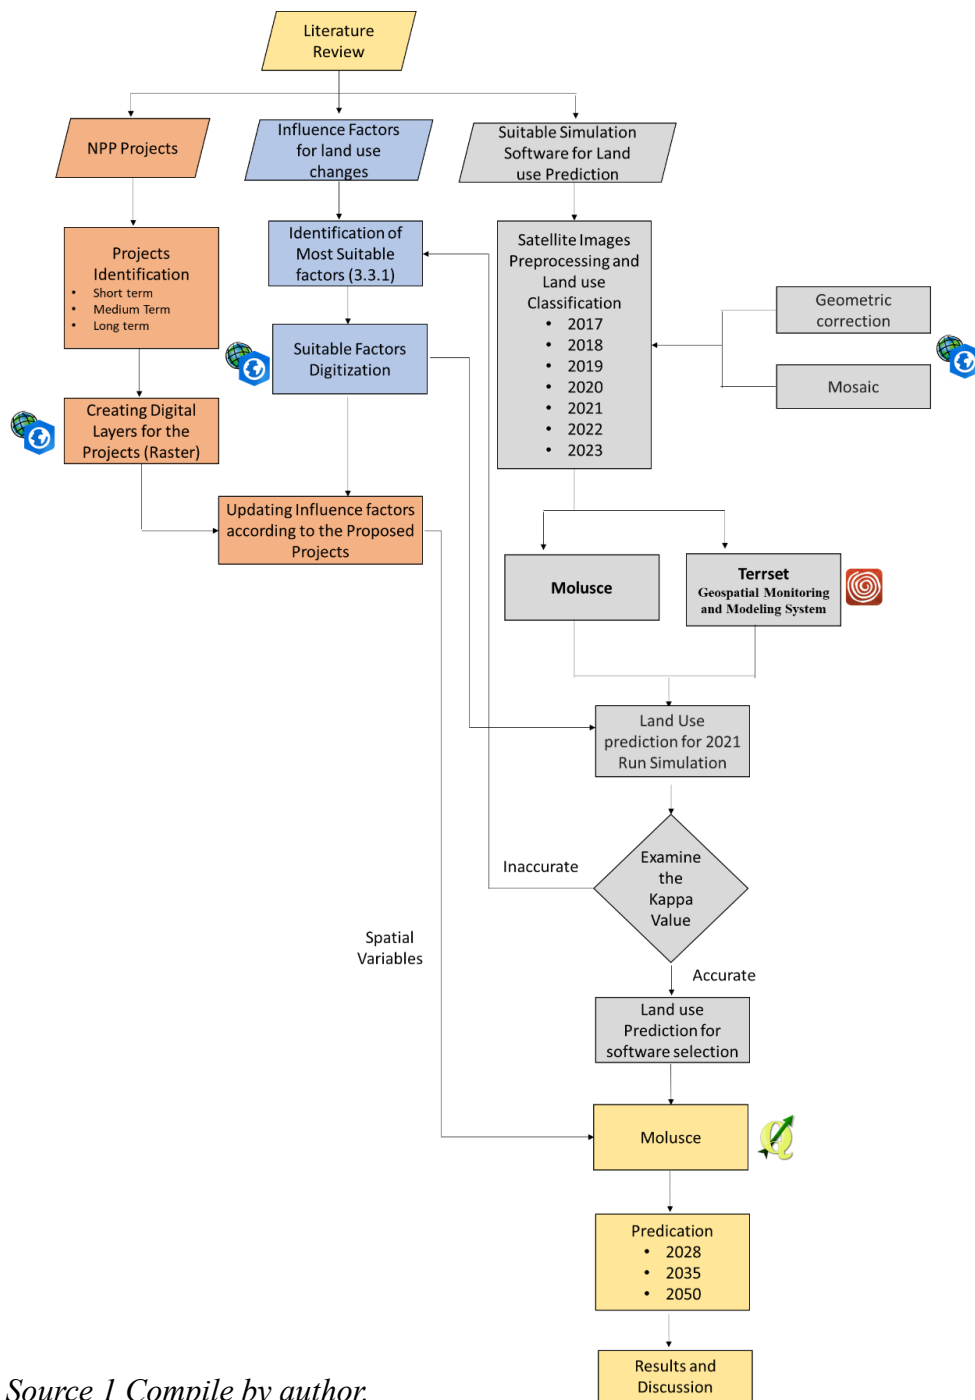 Literature
Review
NPP Projects
Influence Factors
for land use
changes
Suitable Simulation
Software for Land
use Prediction
Projects
Identification
• Short term
• Medium Term
• Long term
Identification of
Most Suitable
factors (3.3.1)
Satellite Images
Preprocessing and
Land use
Classification
• 2017
• 2018
• 2019
• 2020
• 2021
• 2022
• 2023
Geometric
correction
Mosaic
Suitable Factors
Digitization
Creating Digital
Layers for the
Projects (Raster)
Updating Influence factors
according to the Proposed
Projects
Molusce
Terrset
Geospatial Monitoring
and Modeling System
Land Use
prediction for 2021
Run Simulation
Examine
the
Kappa
Value
Inaccurate
Accurate
Spatial
Variables
Land use
Prediction for
software selection
Molusce
Predication
• 2028
• 2035
• 2050
Results and
Discussion
Source 1 Compile by author.